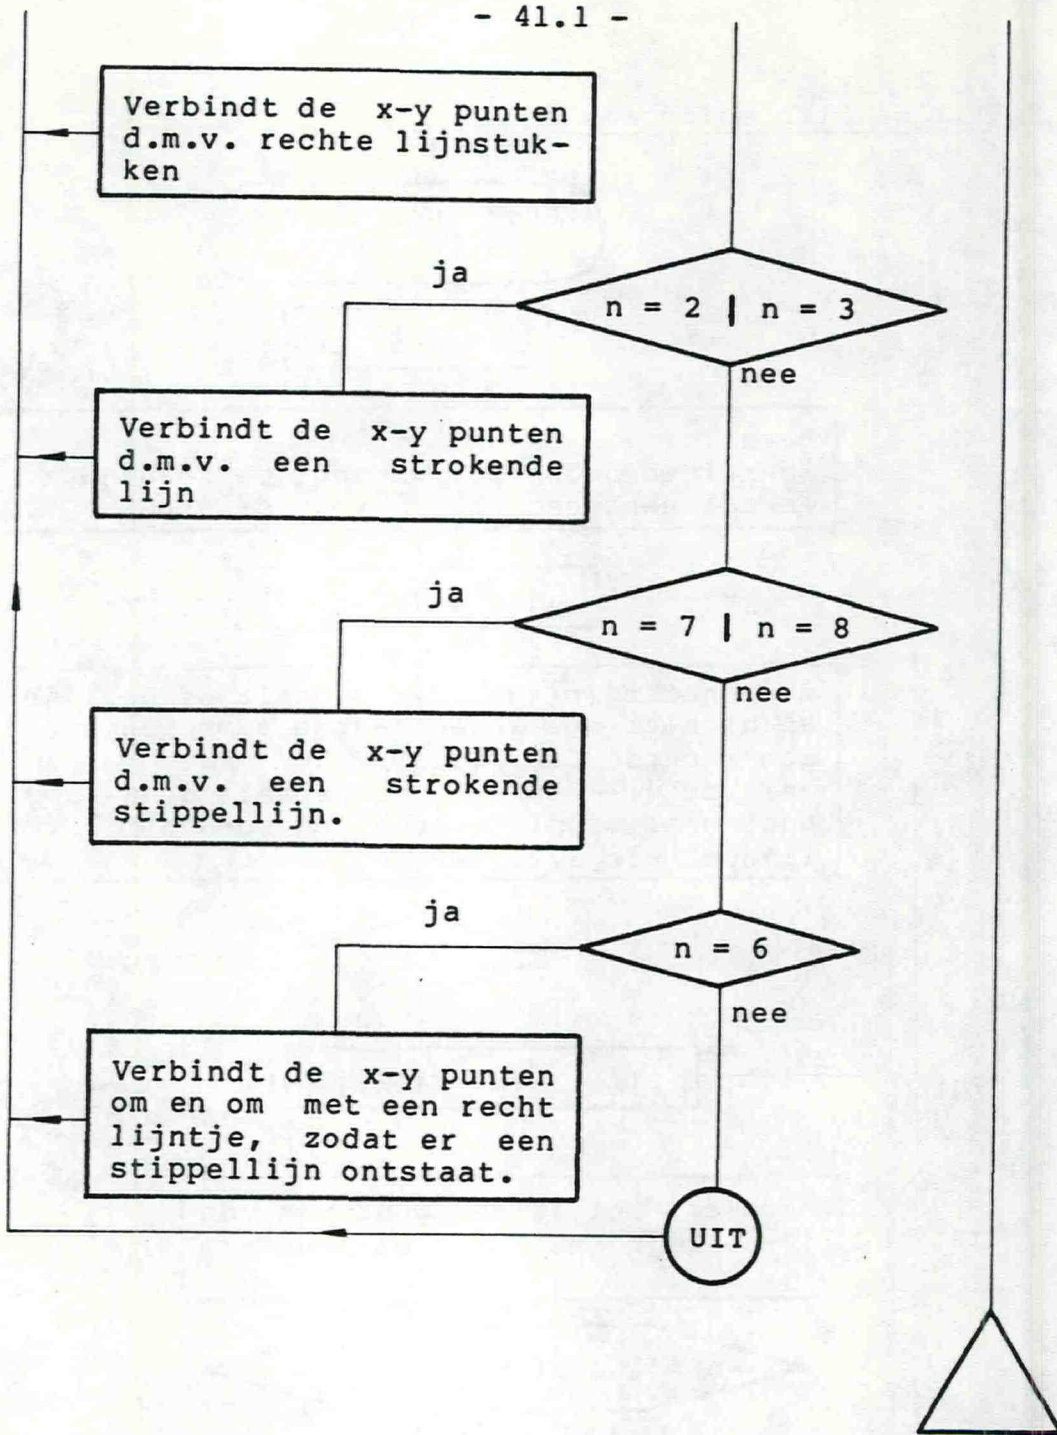 - 41.1 -
Verbindt de x-y punten
d.m.v. rechte lijnstuk-
ken
ja
n = 2 | n = 3
nee
Verbindt de x-y punten
d.m.v. een strokende
lijn
ja
n = 7 | n = 8
nee
Verbindt de x-y punten
d.m.v. een strokende
stippellijn.
ja
n = 6
nee
Verbindt de x-y punten
om en om met een recht
lijntje, zodat er een
stippellijn ontstaat.
UIT